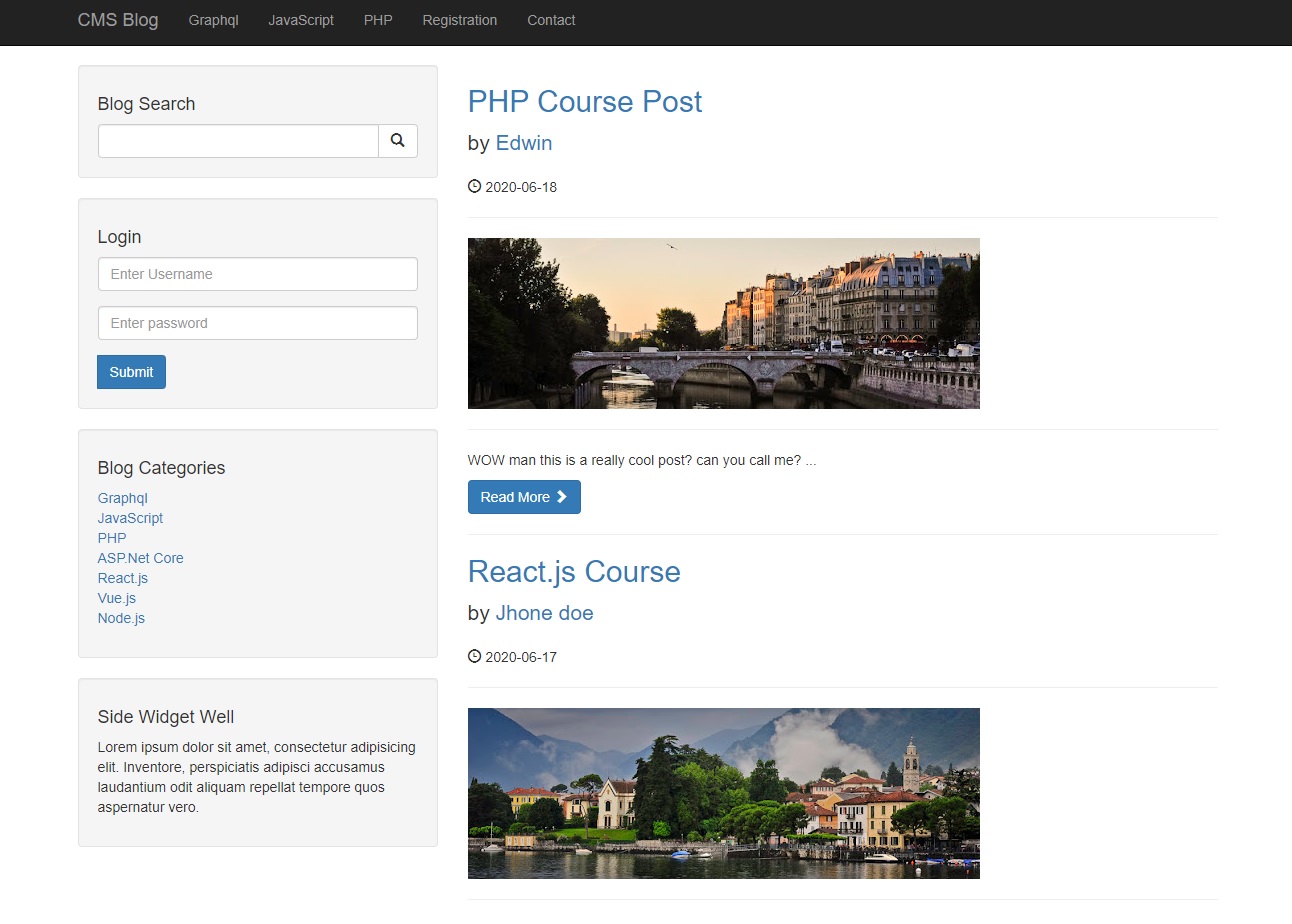 CMS Blog Graphql JavaScript PHP Registration Contact
Blog Search
Login
Enter Username
Enter password
Submit
Blog Categories
Graphql
JavaScript
PHP
ASP.Net Core
React.js
Vue.js
Node.js
Side Widget Well
Lorem ipsum dolor sit amet, consectetur adipisicing
elit. Inventore, perspiciatis adipisci accusamus
laudantium odit aliquam repellat tempore quos
aspernatur vero.
PHP Course Post
by Edwin
2020-06-18
WOW man this is a really cool post? can you call me? ...
Read More
React.js Course
by Jhone doe
2020-06-17